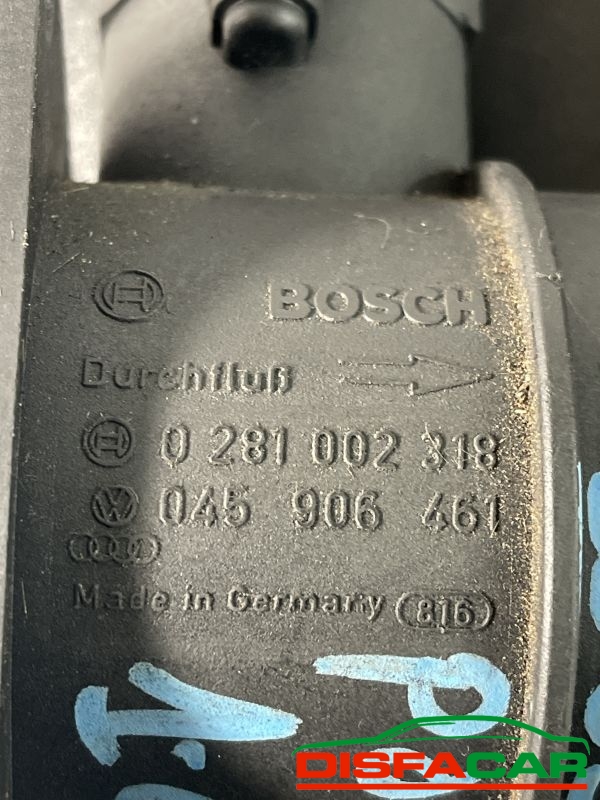 BOSCH
Durchfluß
0 281 002 318
045 906 461
Made in Germany 816
DISFACAR